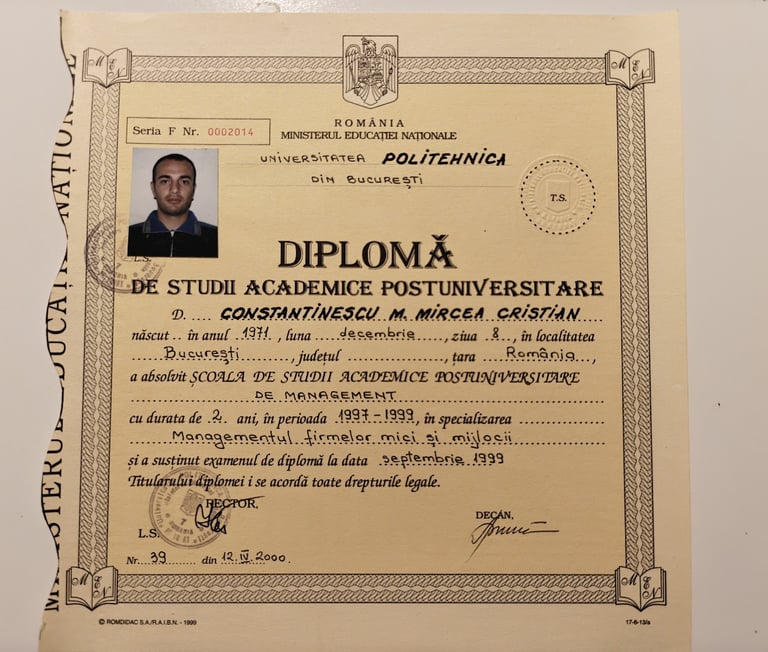 M E N
M E N
ROMÂNIA
MINISTERUL EDUCAȚIEI NAȚIONALE
Seria F Nr. 0002014
UNIVERSITATEA POLITEHNICA
DIN BUCUREȘTI
T.S.
L.S.
DIPLOMĂ
DE STUDII ACADEMICE POSTUNIVERSITARE
D. CONSTANTINESCU M. MIRCEA CRISTIAN
născut .. în anul 1971, luna decembrie, ziua 8, în localitatea
București, județul, țara România,
a absolvit ȘCOALA DE STUDII ACADEMICE POSTUNIVERSITARE
DE MANAGEMENT
cu durata de 2 ani, în perioada 1997-1999, în specializarea
Managementul firmelor mici și mijlocii
și a susținut examenul de diplomă la data septembrie 1999
Titularului diplomei i se acordă toate drepturile legale.
RECTOR,
DECAN,
L.S.
Nr. 39 din 12.IV.2000.
M E N
M E N
© ROMDIDAC S.A./R.A.I.B.N. - 1999
17-6-13/a